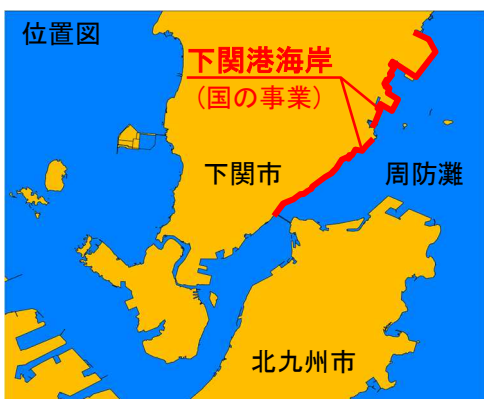 位置図
下関港海岸
（国の事業）
下関市
周防灘
北九州市